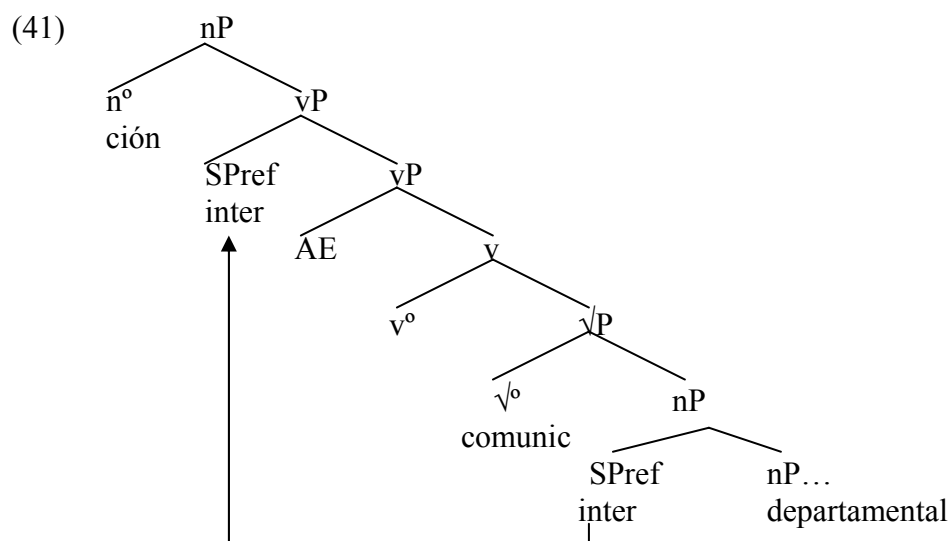 (41) nP
nº vP
ción
SPref vP
inter
AE v
vº √P
√º nP
comunic
SPref nP…
inter departamental